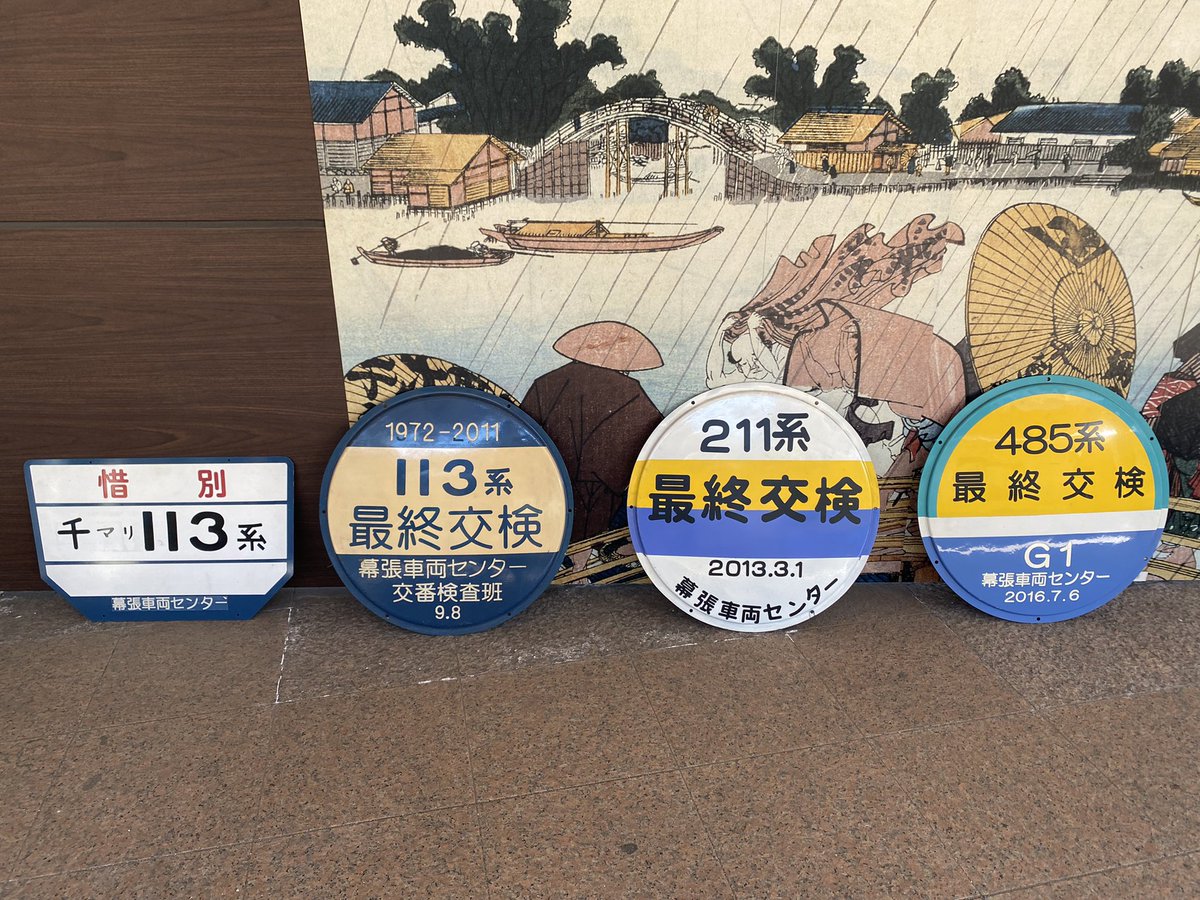 惜別
千マリ113系
幕張車両センター
1972-2011
113系
最終交検
幕張車両センター
交番検査班
9.8
211系
最終交検
2013.3.1
幕張車両センター
485系
最終交検
G1
幕張車両センター
2016.7.6